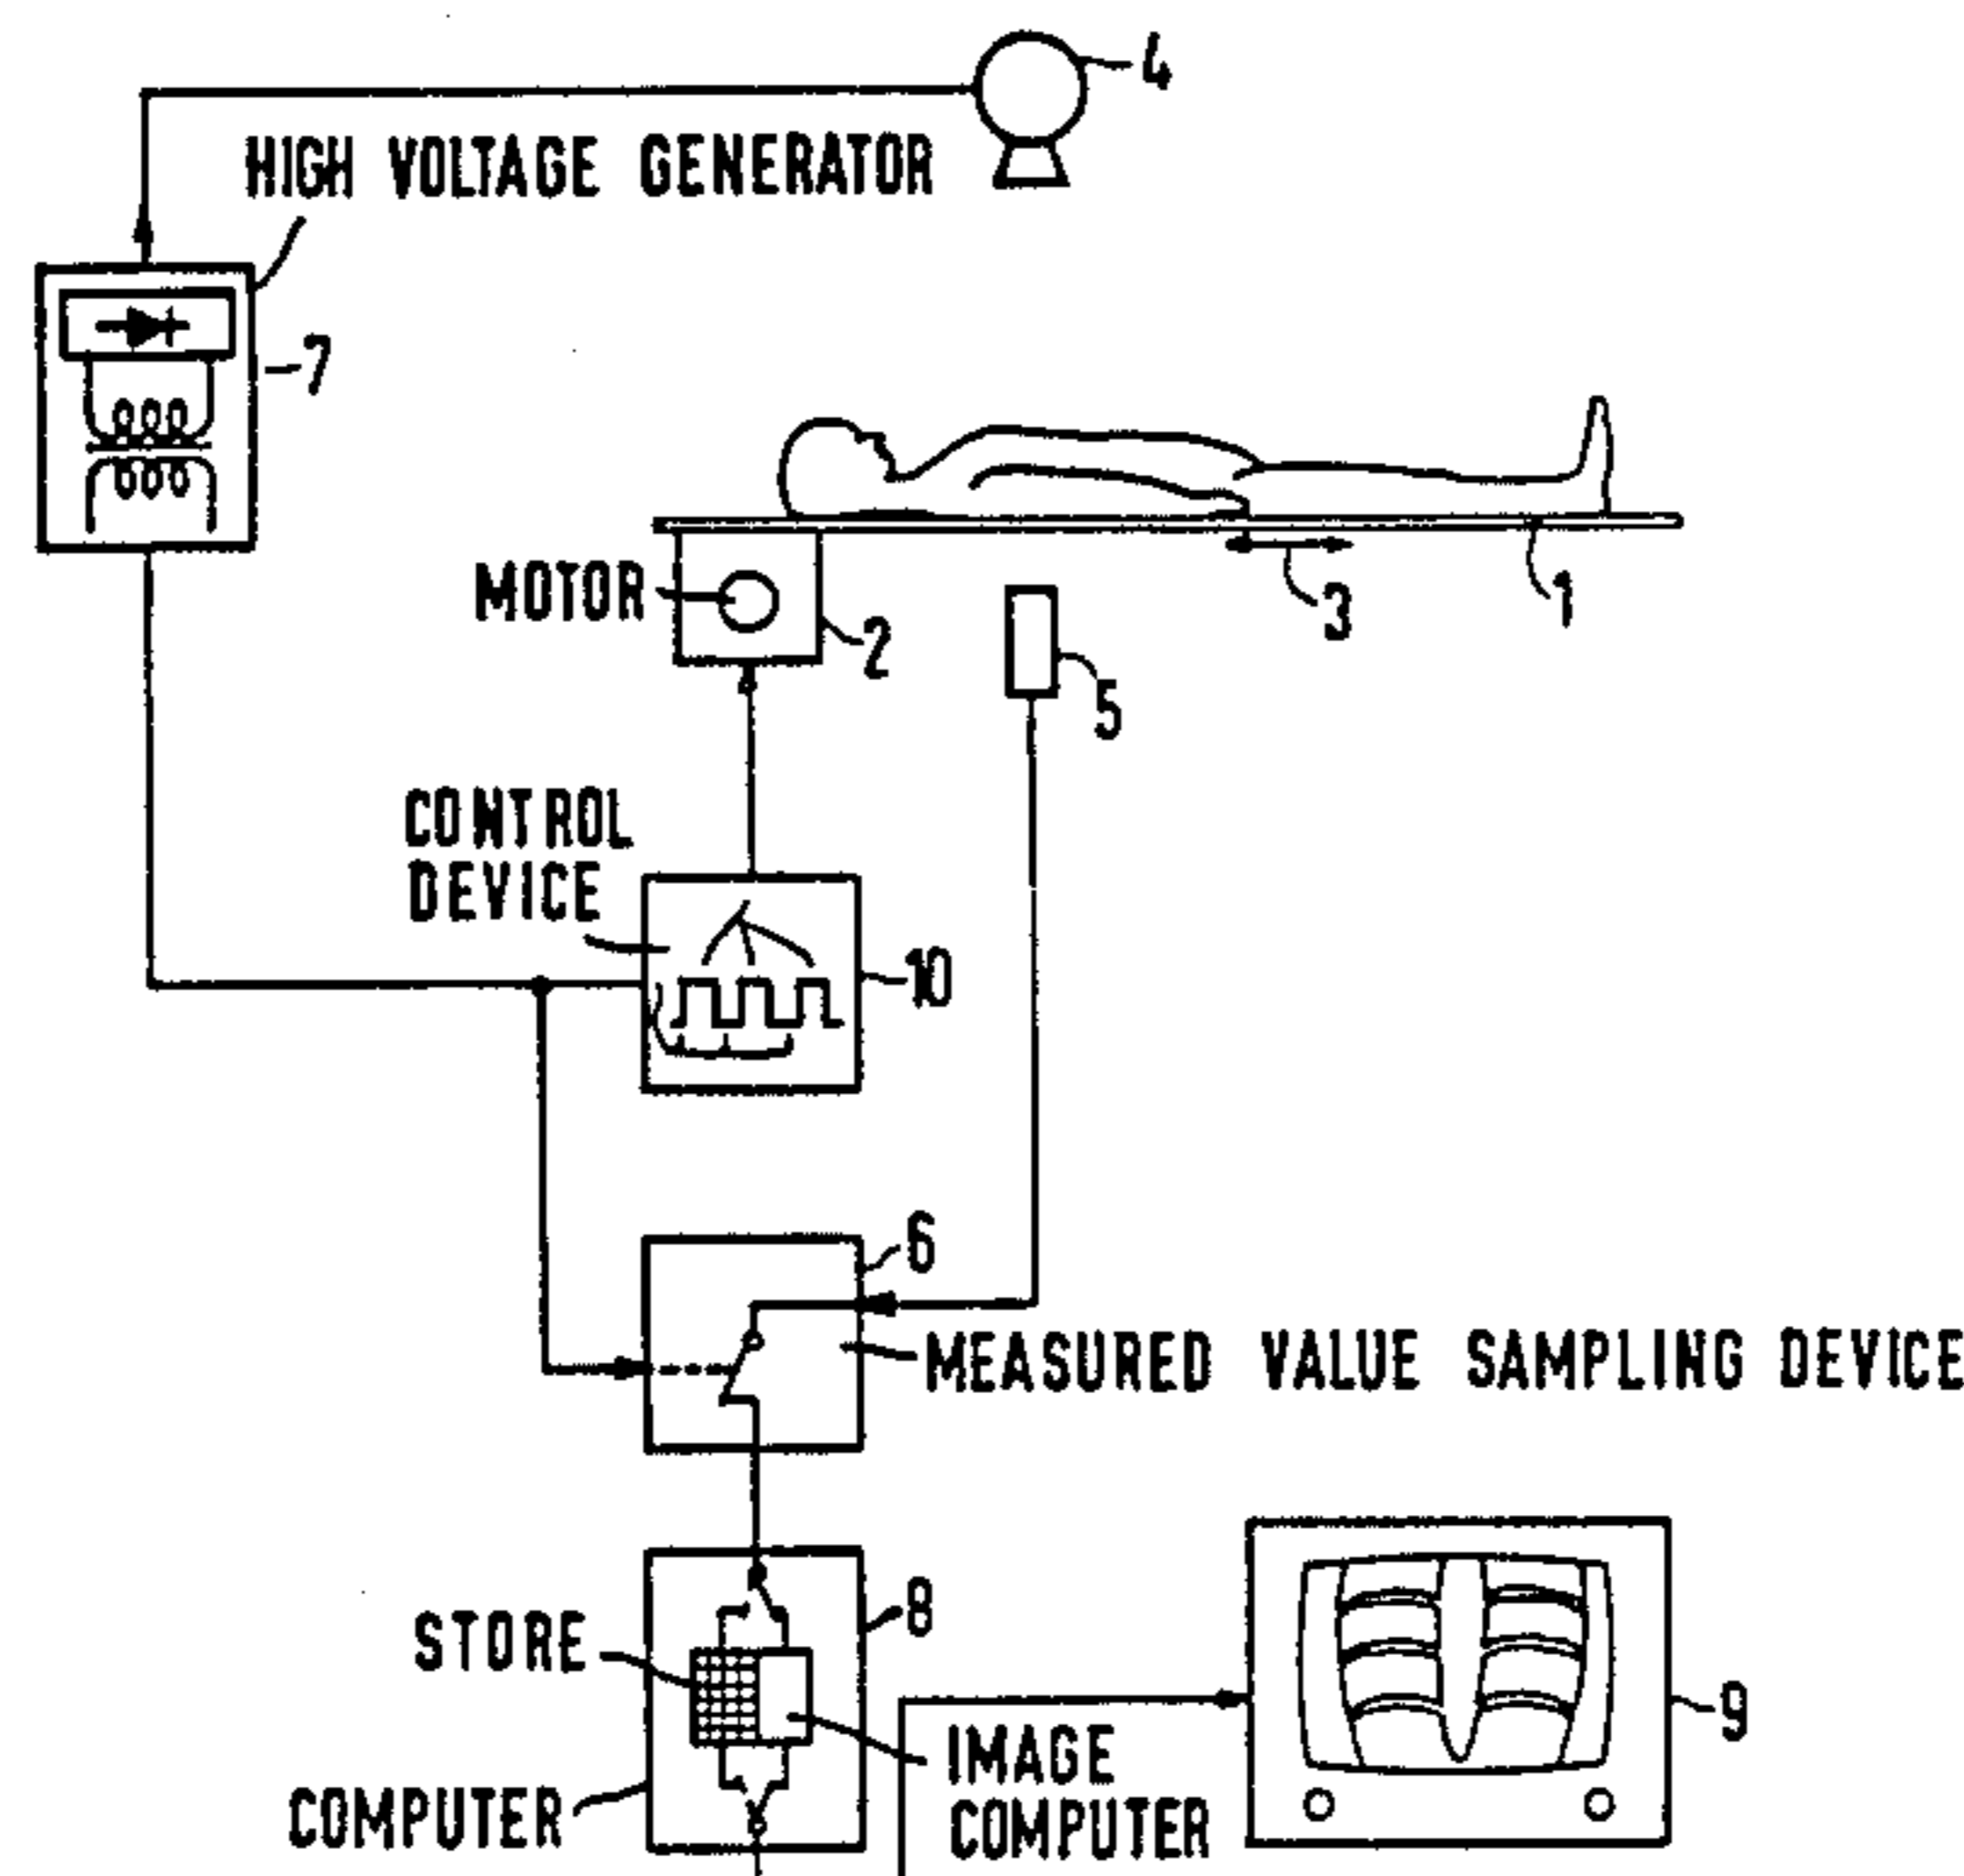 4
HIGH VOLTAGE GENERATOR
7
MOTOR
2
3
1
5
CONTROL
DEVICE
10
6
MEASURED VALUE SAMPLING DEVICE
8
STORE
9
IMAGE
COMPUTER
COMPUTER